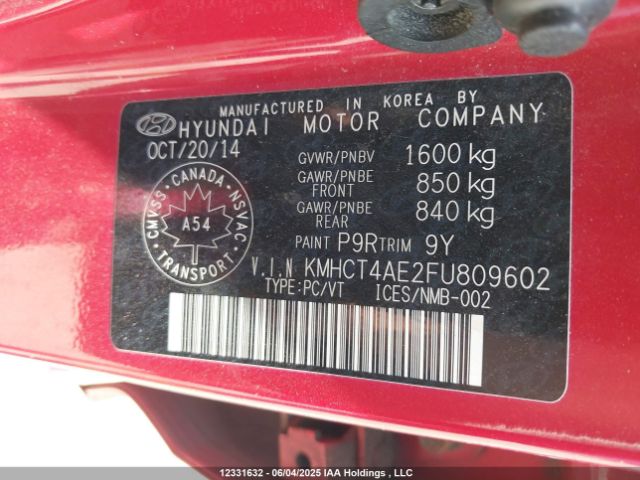 MANUFACTURED IN KOREA BY
HYUNDAI MOTOR COMPANY
OCT/20/14
GVWR/PNBV 1600 kg
GAWR/PNBE FRONT 850 kg
GAWR/PNBE REAR 840 kg
CANADA
CMVSS NSVAC
A54
TRANSPORT
PAINT P9R TRIM 9Y
V.I.N KMHCT4AE2FU809602
TYPE:PC/VT ICES/NMB-002
12331632 - 06/04/2025 IAA Holdings , LLC